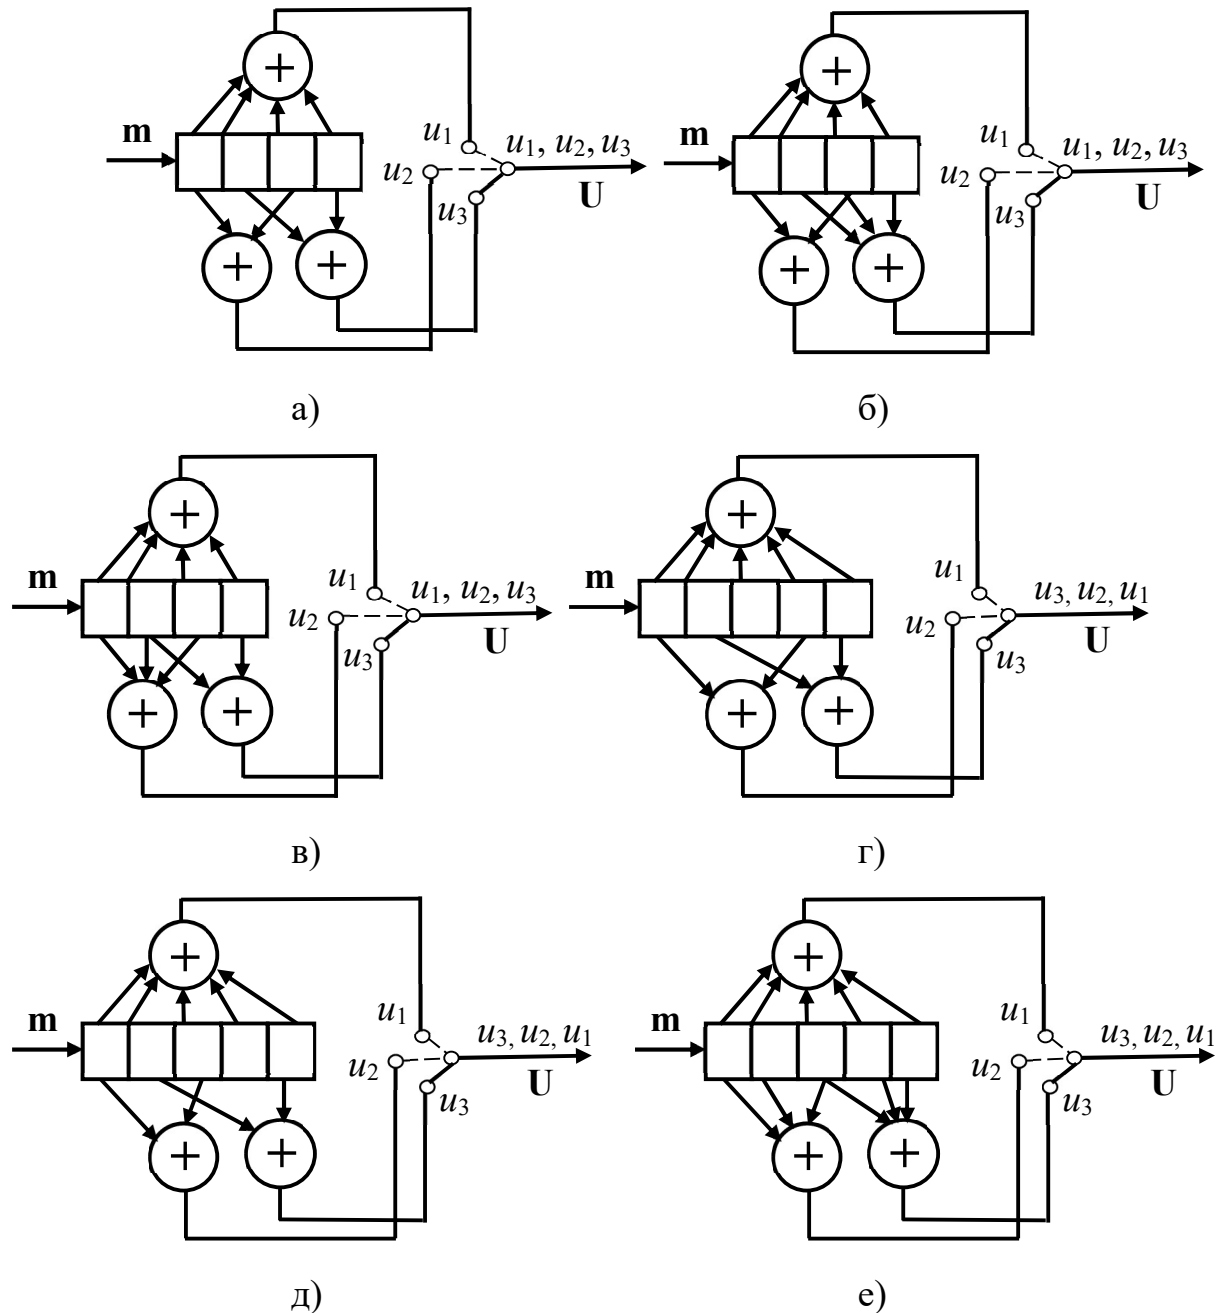 + +
m u1 u1, u2, u3 m u1 u1, u2, u3
u2 U u2 U
u3 u3
+ + + +
а) б)
+ +
m u1 u1, u2, u3 m u1 u3, u2, u1
u2 U u2 U
u3 u3
+ + + +
в) г)
+ +
m u1 u3, u2, u1 m u1 u3, u2, u1
u2 U u2 U
u3 u3
+ + + +
д) е)